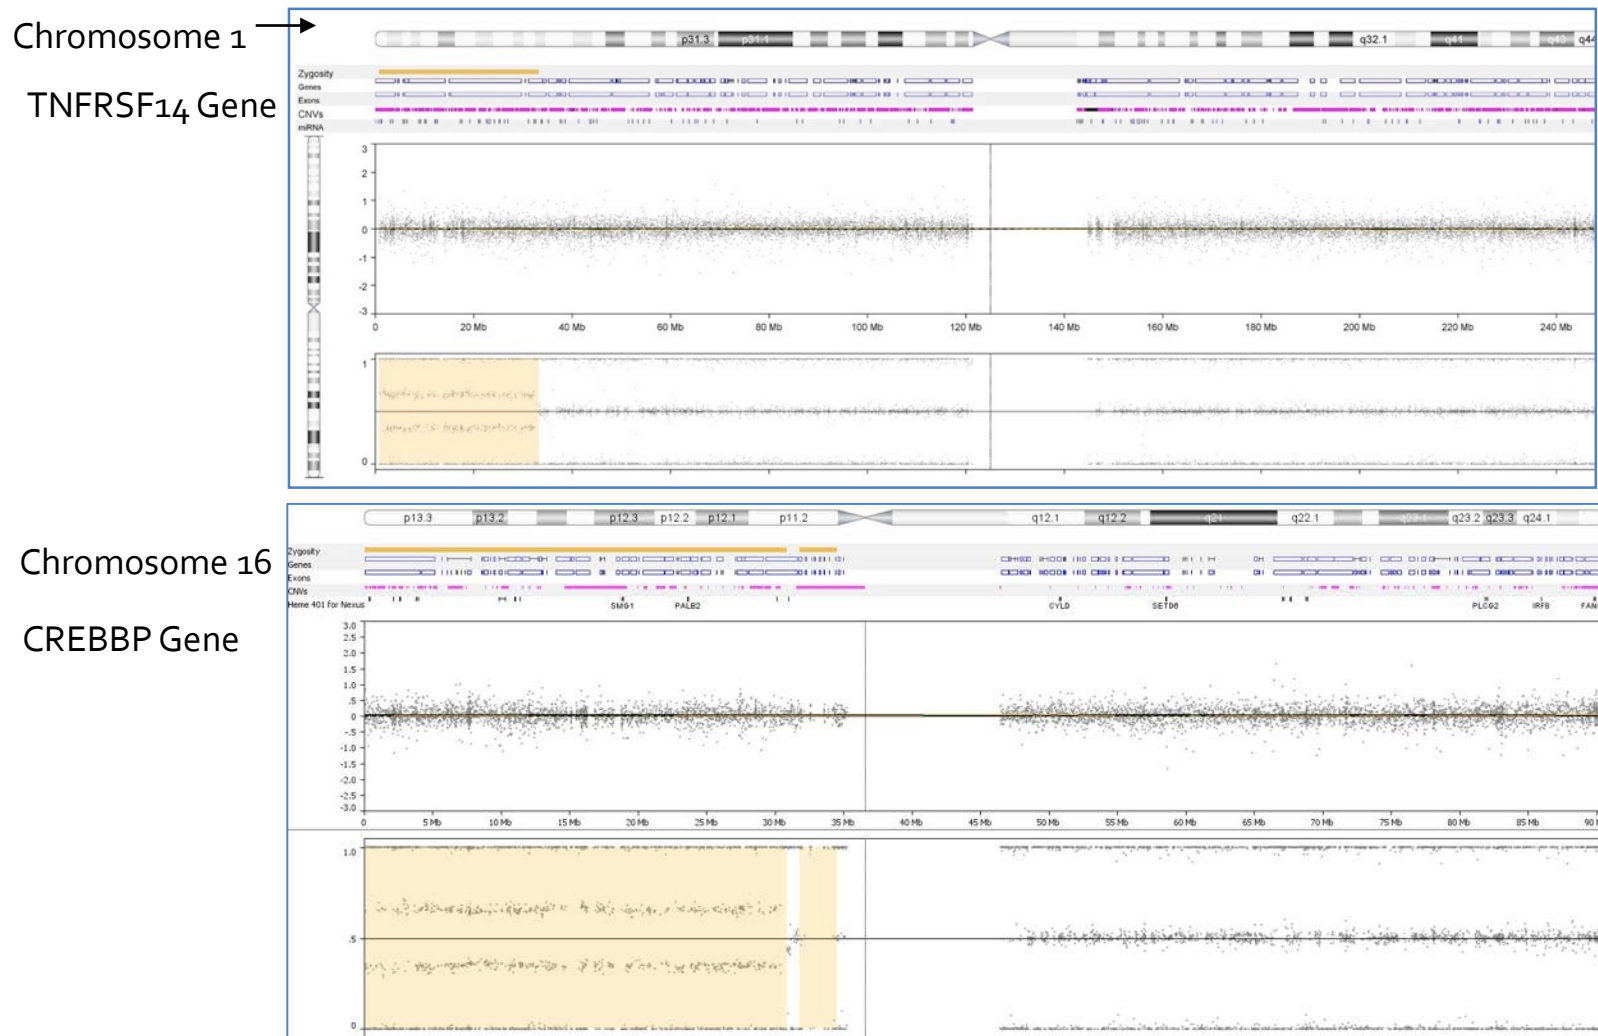 Chromosome 1
TNFRSF14 Gene
p31.3 p31.1 q32.1 q41 q43 q44
Zygosity
Genes
Exons
CNVs
miRNA
3
2
1
0
-1
-2
-3
0 20 Mb 40 Mb 60 Mb 80 Mb 100 Mb 120 Mb 140 Mb 160 Mb 180 Mb 200 Mb 220 Mb 240 Mb
1
0
Chromosome 16
CREBBP Gene
p13.3 p13.2 p12.3 p12.2 p12.1 p11.2 q12.1 q12.2 q21 q22.1 q23.2 q23.3 q24.1
Zygosity
Genes
Exons
CNVs
Heme 401 for Nexus SMG1 PALB2 CYLD SETD6 PLCG2 IRF8 FAN
3.0
2.5
2.0
1.5
1.0
.5
0
-.5
-1.0
-1.5
-2.0
-2.5
-3.0
0 5 Mb 10 Mb 15 Mb 20 Mb 25 Mb 30 Mb 35 Mb 40 Mb 45 Mb 50 Mb 55 Mb 60 Mb 65 Mb 70 Mb 75 Mb 80 Mb 85 Mb 90
1.0
.5
0